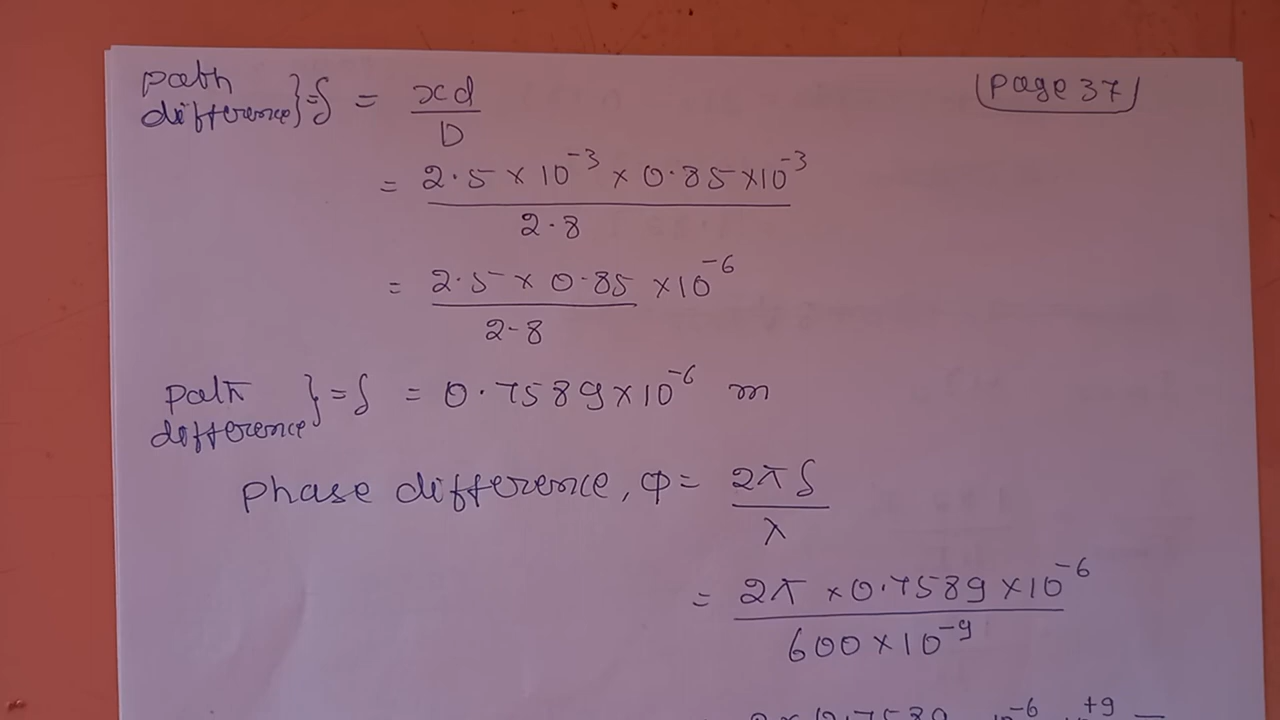 path
difference}=δ = xd/D
(page 37)
= 2.5 × 10⁻³ × 0.85 × 10⁻³ / 2.8
= 2.5 × 0.85 / 2.8 × 10⁻⁶
path
difference}=δ = 0.7589 × 10⁻⁶ m
phase difference, φ = 2πδ/λ
= 2π × 0.7589 × 10⁻⁶ / 600 × 10⁻⁹